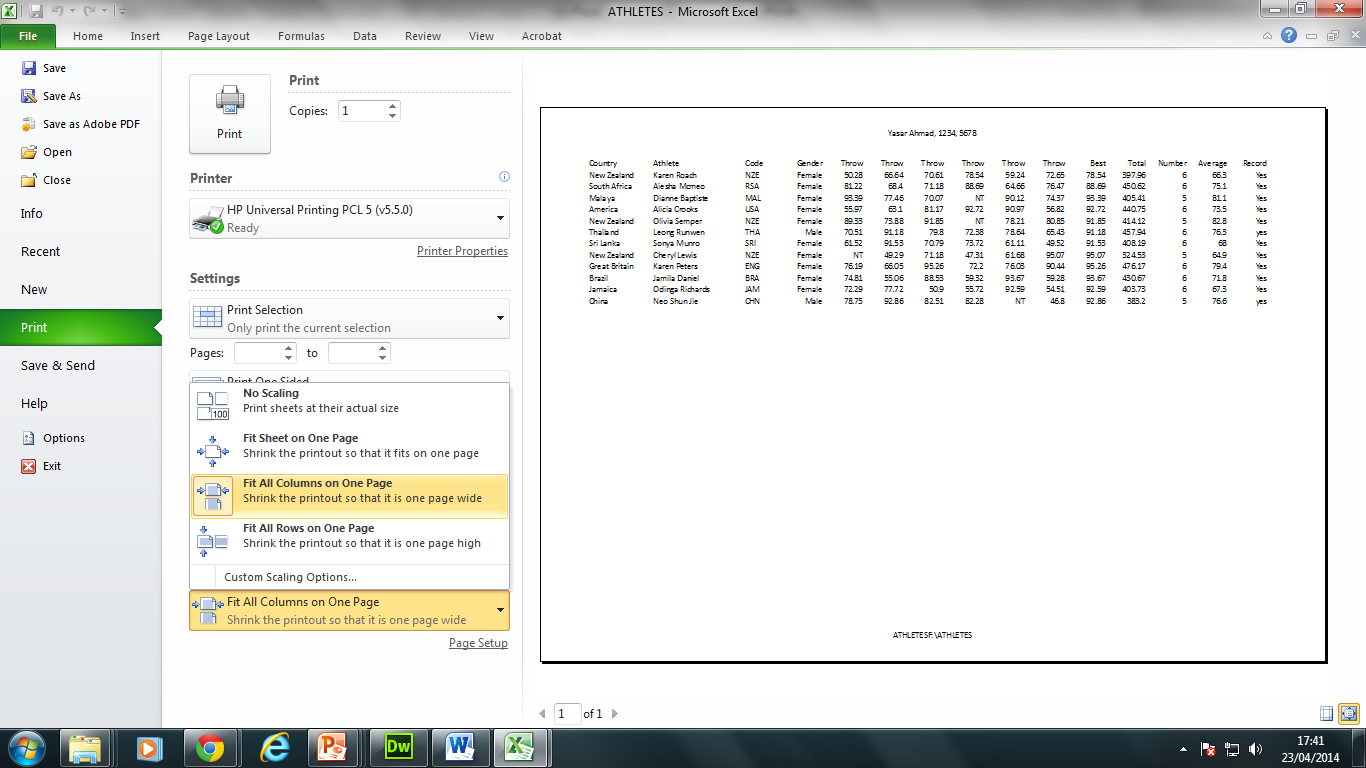 ATHLETES - Microsoft Excel
File Home Insert Page Layout Formulas Data Review View Acrobat
Save
Save As
Save as Adobe PDF
Open
Close
Info
Recent
New
Print
Save & Send
Help
Options
Exit
Print
Print
Copies: 1
Printer
HP Universal Printing PCL 5 (v5.5.0)
Ready
Printer Properties
Settings
Print Selection
Only print the current selection
Pages: to
Print One Sided
No Scaling
Print sheets at their actual size
100
Fit Sheet on One Page
Shrink the printout so that it fits on one page
Fit All Columns on One Page
Shrink the printout so that it is one page wide
Fit All Rows on One Page
Shrink the printout so that it is one page high
Custom Scaling Options...
Fit All Columns on One Page
Shrink the printout so that it is one page wide
Page Setup
Yasar Ahmad, 1234, 5678
Country Athlete Code Gender Throw Throw Throw Throw Throw Throw Best Total Number Average Record
New Zealand Karen Roach NZE Female 50.28 66.64 70.61 78.54 59.24 72.65 78.54 397.96 6 66.3 Yes
South Africa Aiesha Mcmeo RSA Female 81.22 68.4 71.18 88.69 64.66 76.47 88.69 450.62 6 75.1 Yes
Malaya Dianne Baptiste MAL Female 93.39 77.46 70.07 NT 90.12 74.37 93.39 405.41 5 81.1 Yes
America Alicia Crooks USA Female 55.97 63.1 81.17 92.72 90.97 56.82 92.72 440.75 6 73.5 Yes
New Zealand Olivia Semper NZE Female 89.33 73.88 91.85 NT 78.21 80.85 91.85 414.12 5 82.8 Yes
Thailand Leong Runwen THA Male 70.51 91.18 79.8 72.38 78.64 65.43 91.18 457.94 6 76.3 yes
Sri Lanka Sonya Munro SRI Female 61.52 91.53 70.79 73.72 61.11 49.52 91.53 408.19 6 68 Yes
New Zealand Cheryl Lewis NZE Female NT 49.29 71.18 47.31 61.68 95.07 95.07 324.53 5 64.9 Yes
Great Britain Karen Peters ENG Female 76.19 66.05 95.26 72.2 76.03 90.44 95.26 476.17 6 79.4 Yes
Brazil Jamila Daniel BRA Female 74.81 55.06 88.53 59.32 93.67 59.28 93.67 430.67 6 71.8 Yes
Jamaica Odinga Richards JAM Female 72.29 77.72 50.9 55.72 92.59 54.51 92.59 403.73 6 67.3 Yes
China Neo Shun Jie CHN Male 78.75 92.86 82.51 82.28 NT 46.8 92.86 383.2 5 76.6 yes
ATHLETESF:\ATHLETES
1 of 1
17:41
23/04/2014